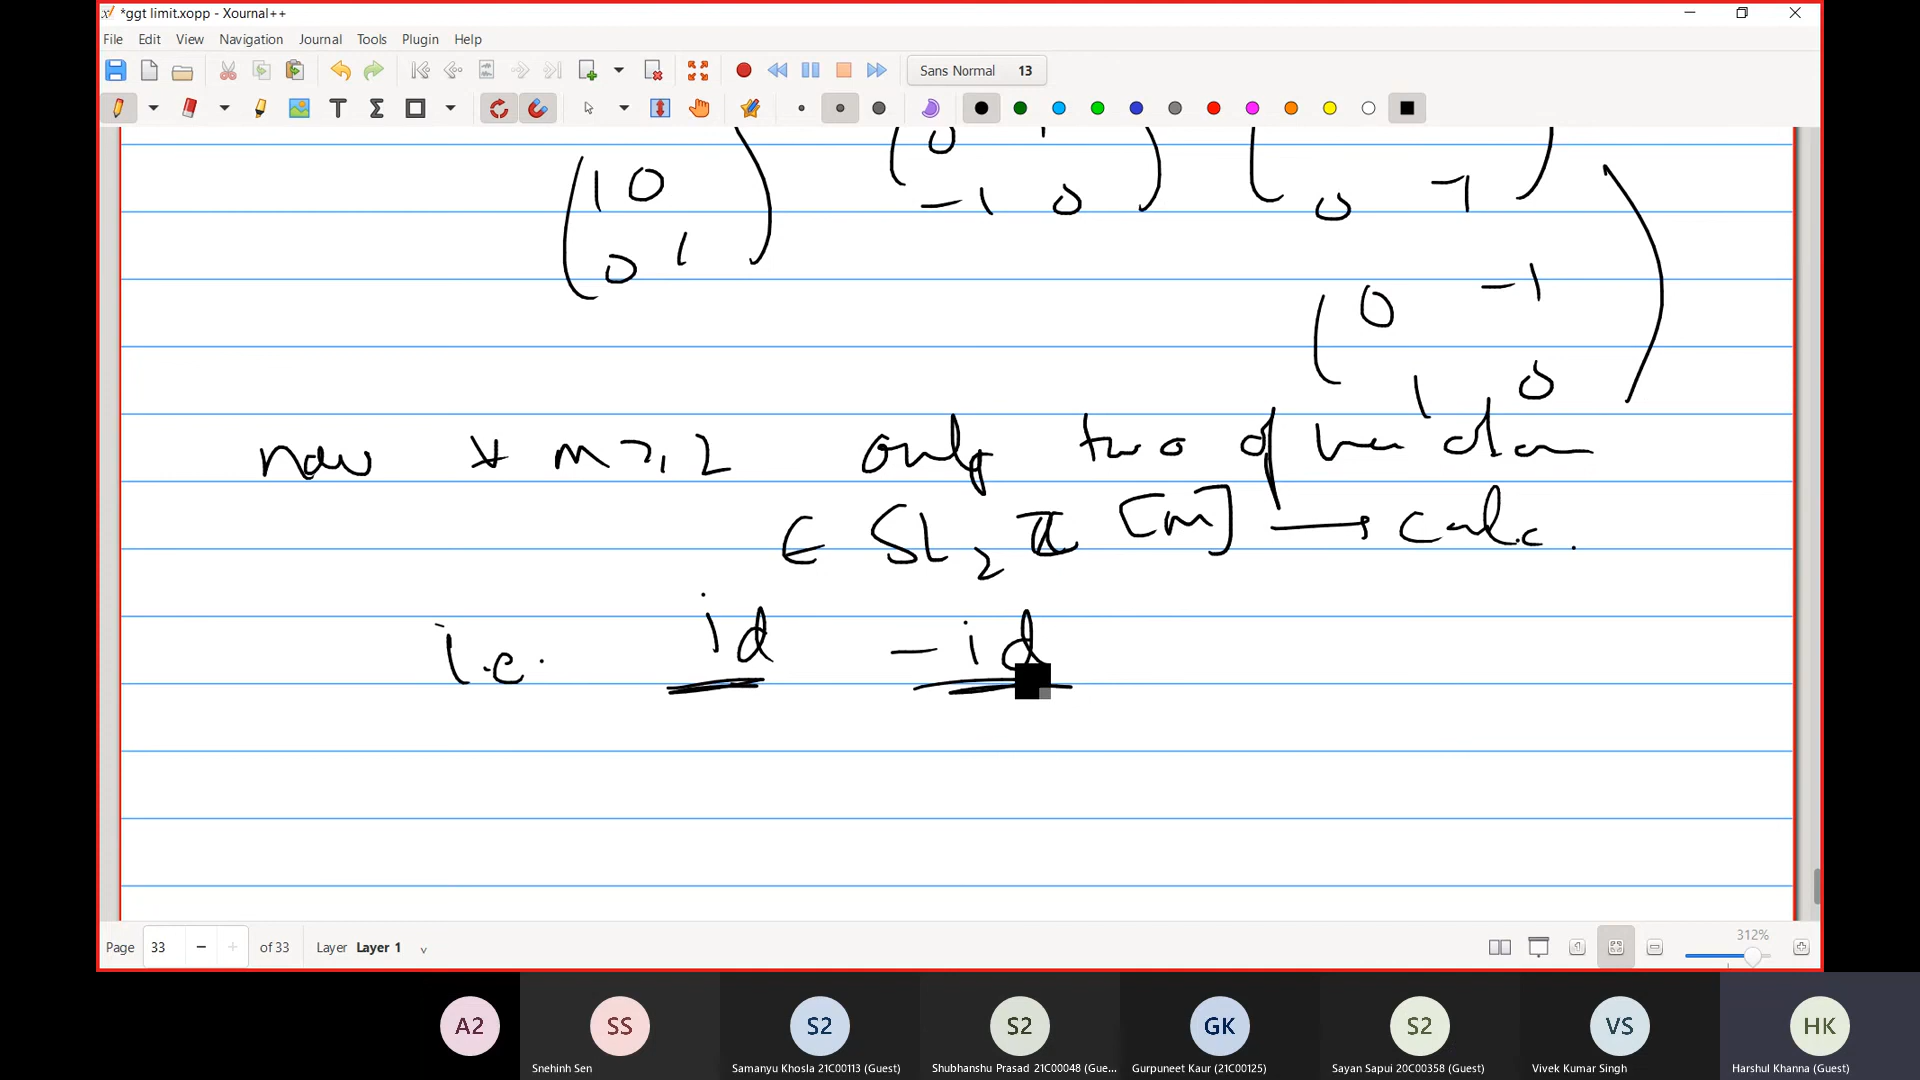 *ggt limit.xopp - Xournal++
File Edit View Navigation Journal Tools Plugin Help
Sans Normal 13
1 0
0 1
0 1
-1 0
0 -1
0 -1
1 0
now ∀ m ≥ 2 only two of
∈ SL₂ ℤ [m] → calc.
i.e. id -id
Page 33 of 33 Layer Layer 1 312%
A2 SS S2 S2 GK S2 VS HK
Snehinh Sen Samanyu Khosla 21C00113 (Guest) Shubhanshu Prasad 21C00048 (Gue... Gurpuneet Kaur (21C00125) Sayan Sapui 20C00358 (Guest) Vivek Kumar Singh Harshul Khanna (Guest)